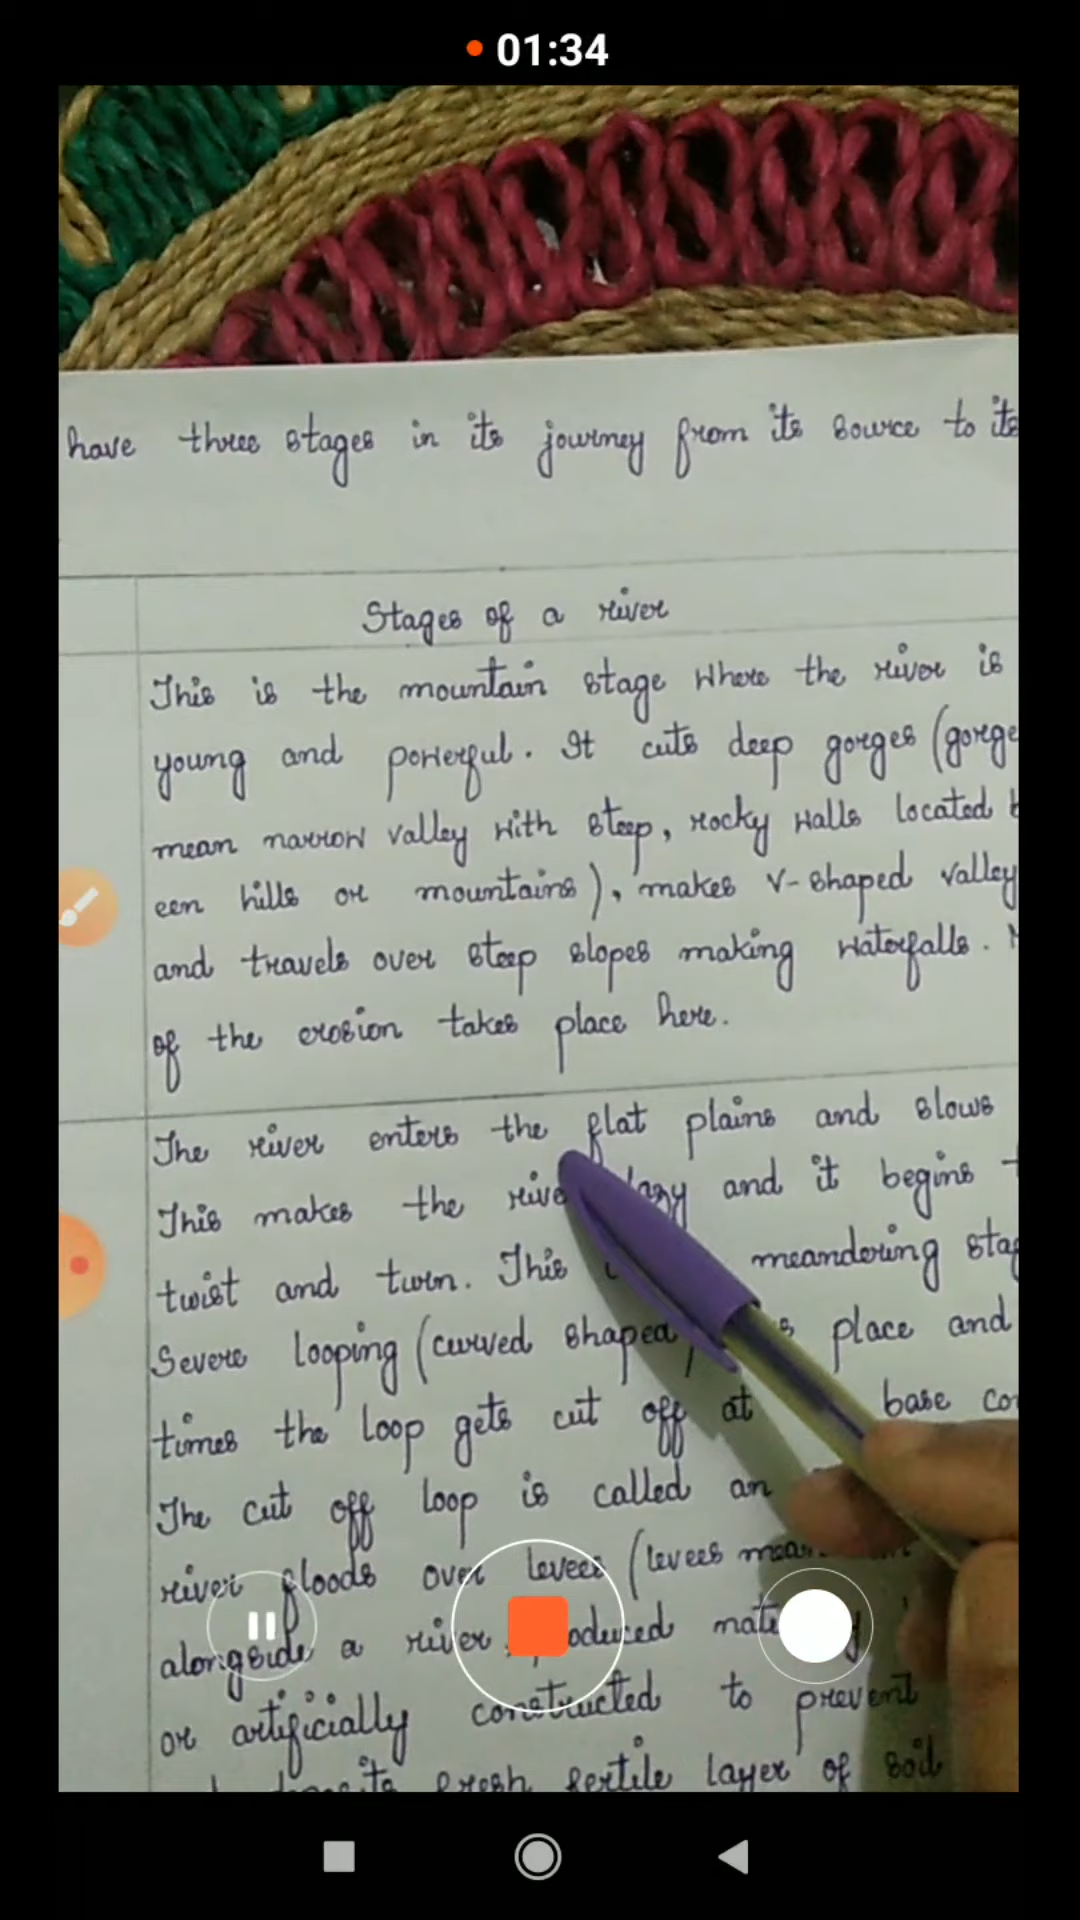 01:34
have three stages in its journey from its source to its
Stages of a river
This is the mountain stage where the river is
young and powerful. It cuts deep gorges (gorge
mean narrow valley with steep, rocky walls located
een hills or mountains), makes V-shaped valley
and travels over steep slopes making waterfalls.
of the erosion takes place here.
The river enters the flat plains and slows
This makes the lazy and it begins
twist and turn. This meandering
Severe looping (curved shaped) place and
times the loop gets cut off at base
The cut off loop is called an
river floods over levees (levees
alongside a river,
or artificially constructed to prevent
fresh fertile layer of soil